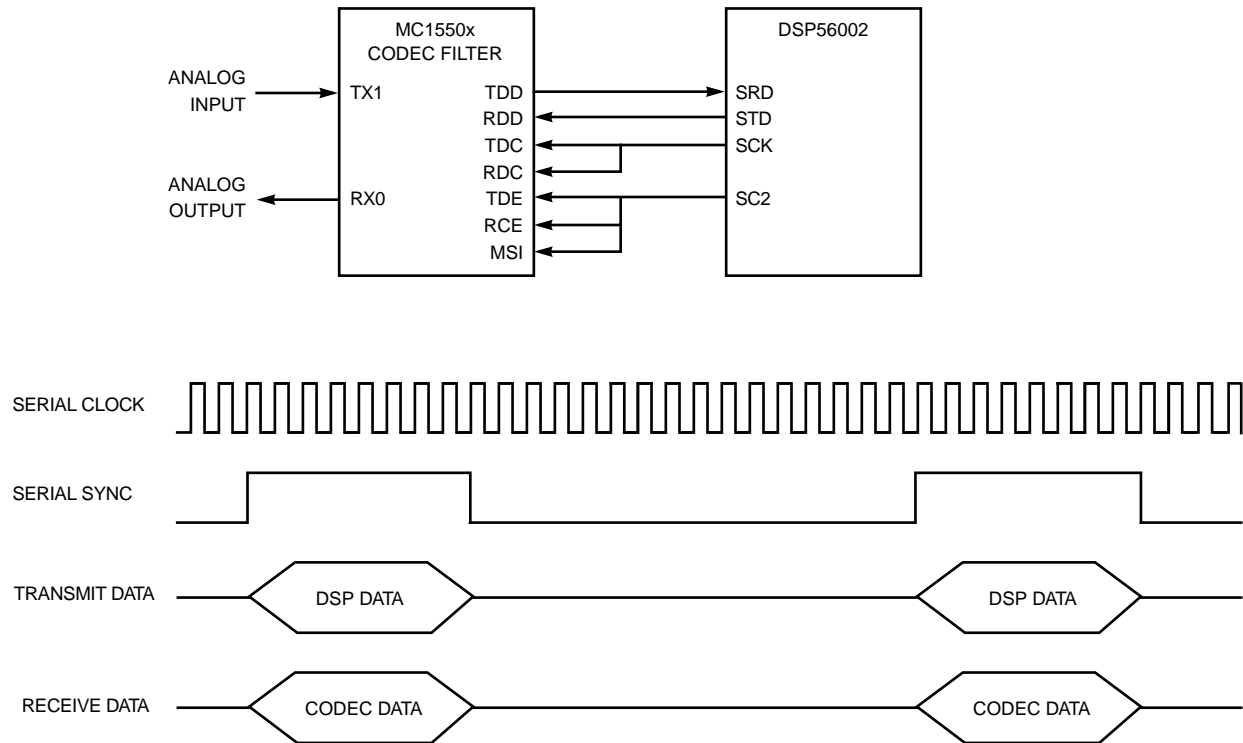 MC1550x
CODEC FILTER
DSP56002
ANALOG
INPUT
TX1
TDD
SRD
RDD
STD
TDC
SCK
RDC
ANALOG
OUTPUT
RX0
TDE
SC2
RCE
MSI
SERIAL CLOCK
SERIAL SYNC
TRANSMIT DATA
DSP DATA
DSP DATA
RECEIVE DATA
CODEC DATA
CODEC DATA